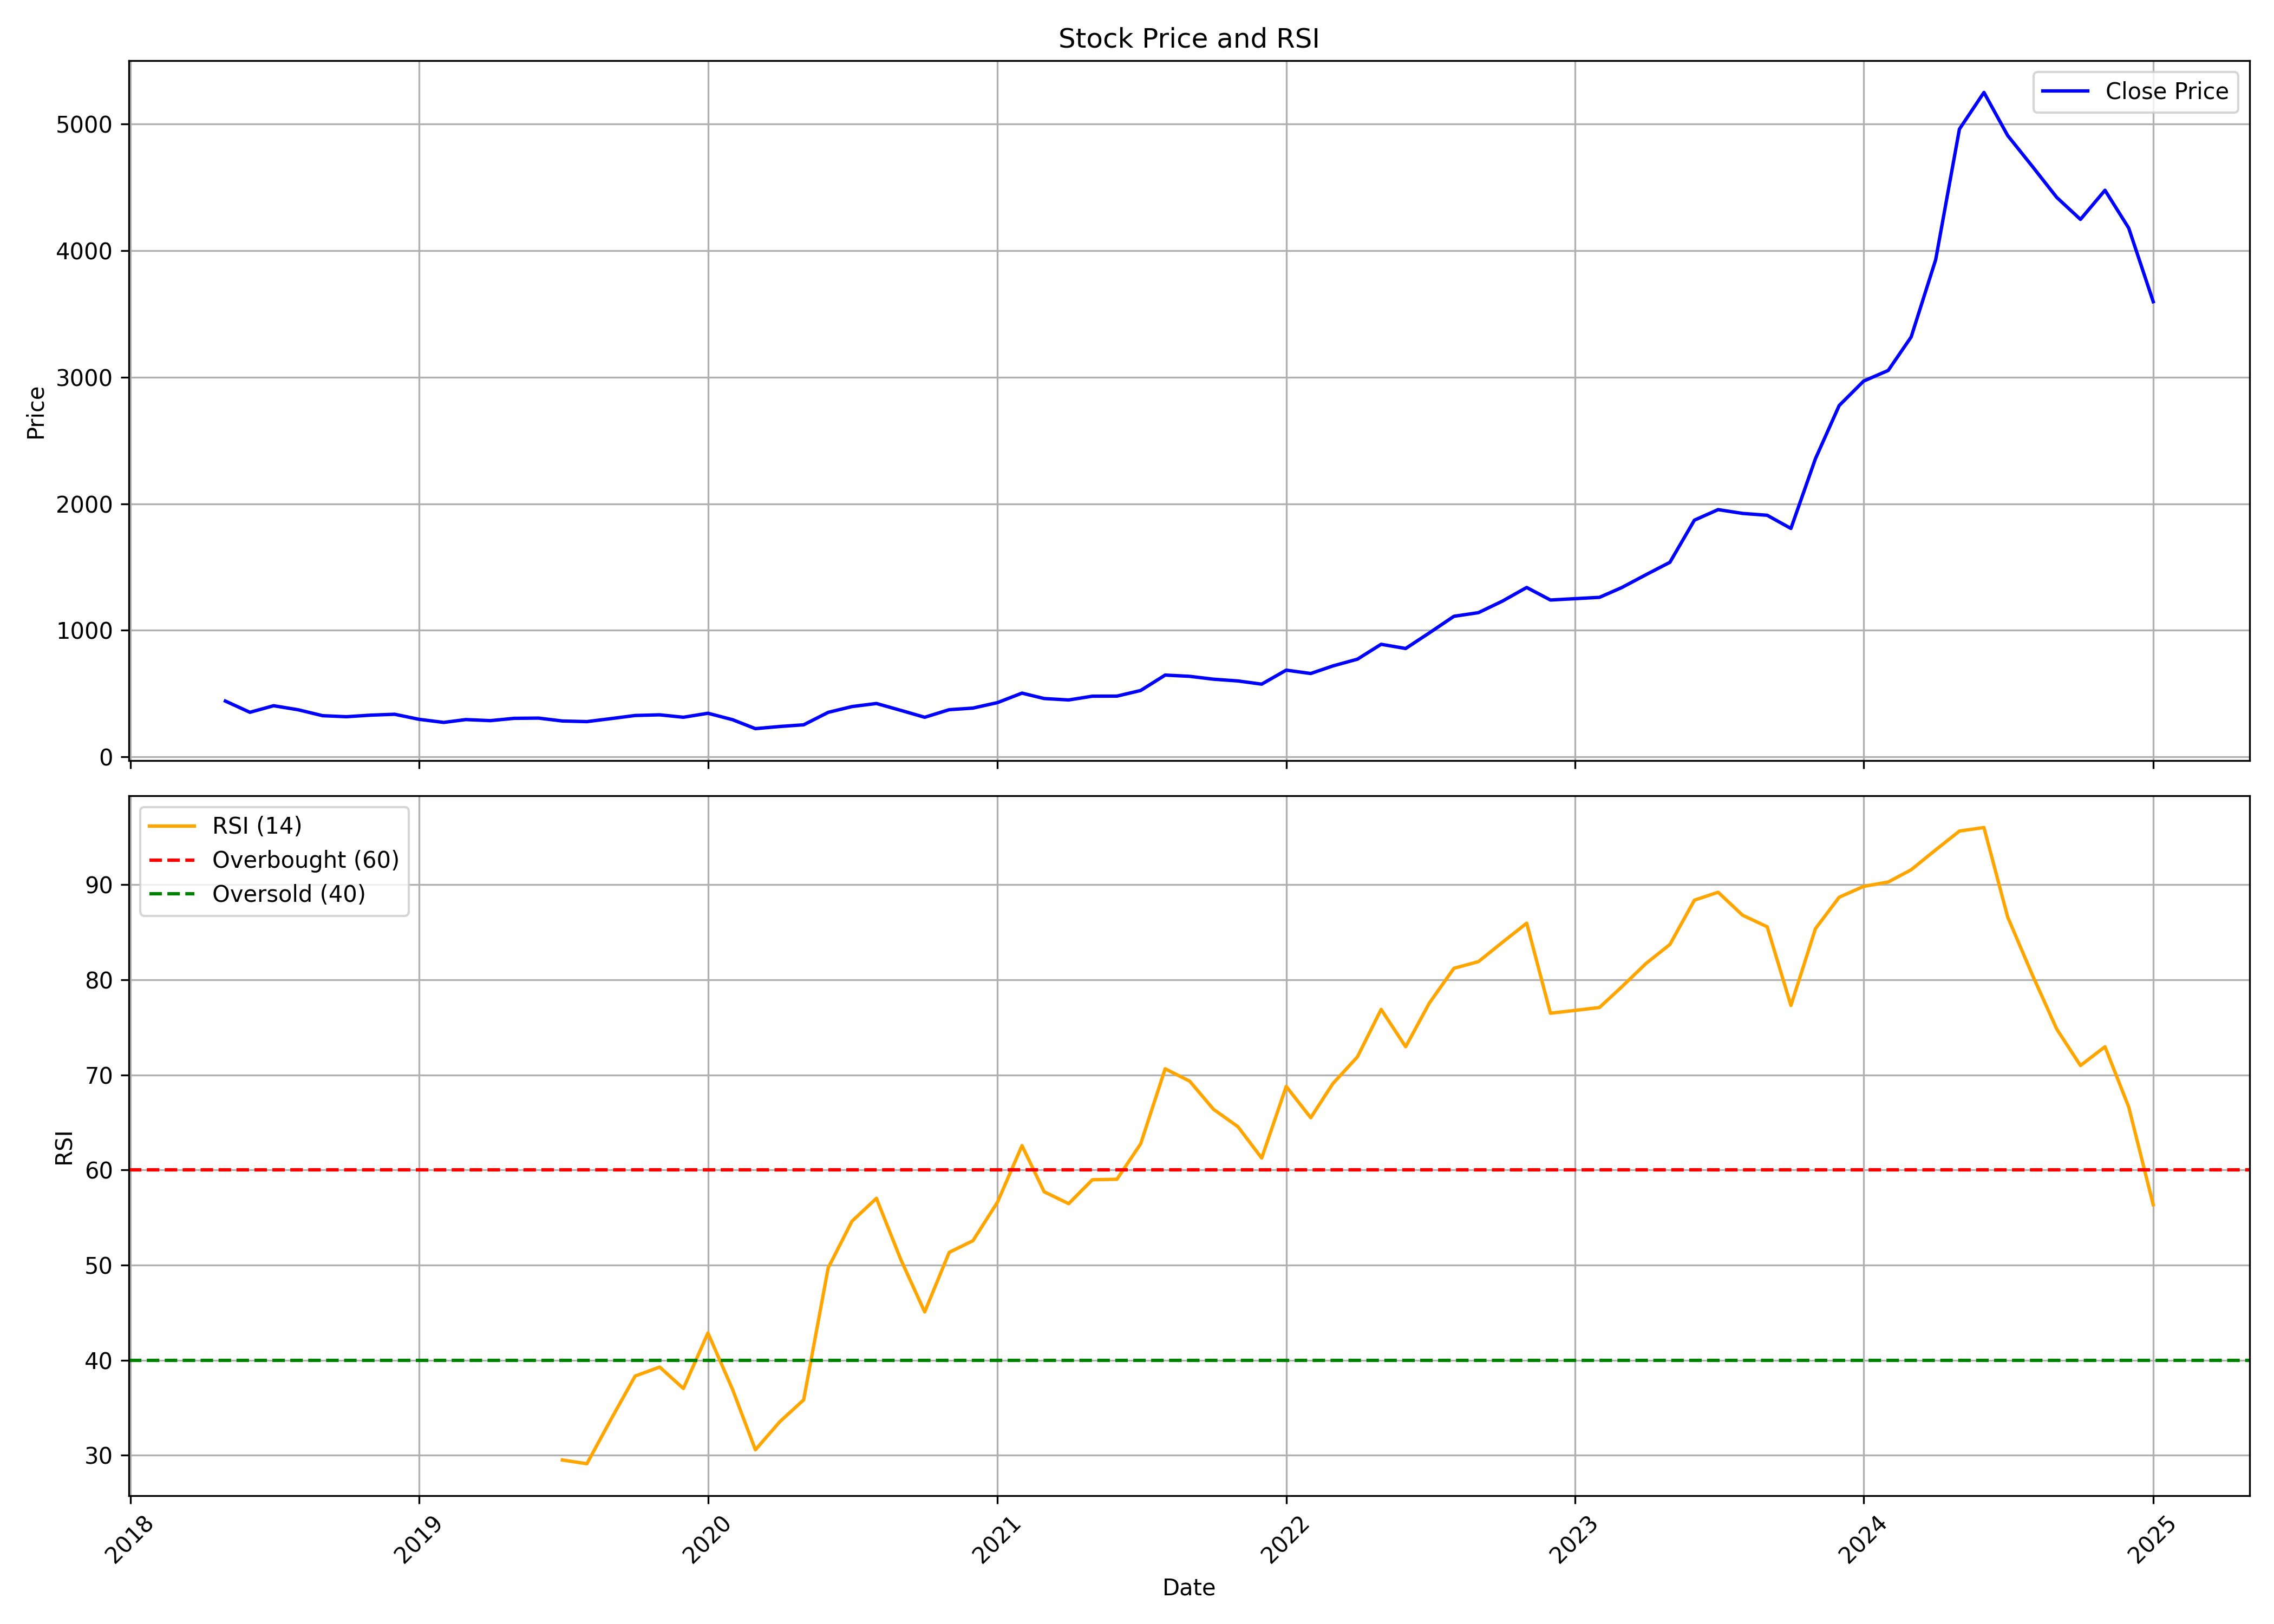 Stock Price and RSI
Close Price
Price
5000
4000
3000
2000
1000
0
RSI (14)
Overbought (60)
Oversold (40)
RSI
90
80
70
60
50
40
30
2018
2019
2020
2021
2022
2023
2024
2025
Date